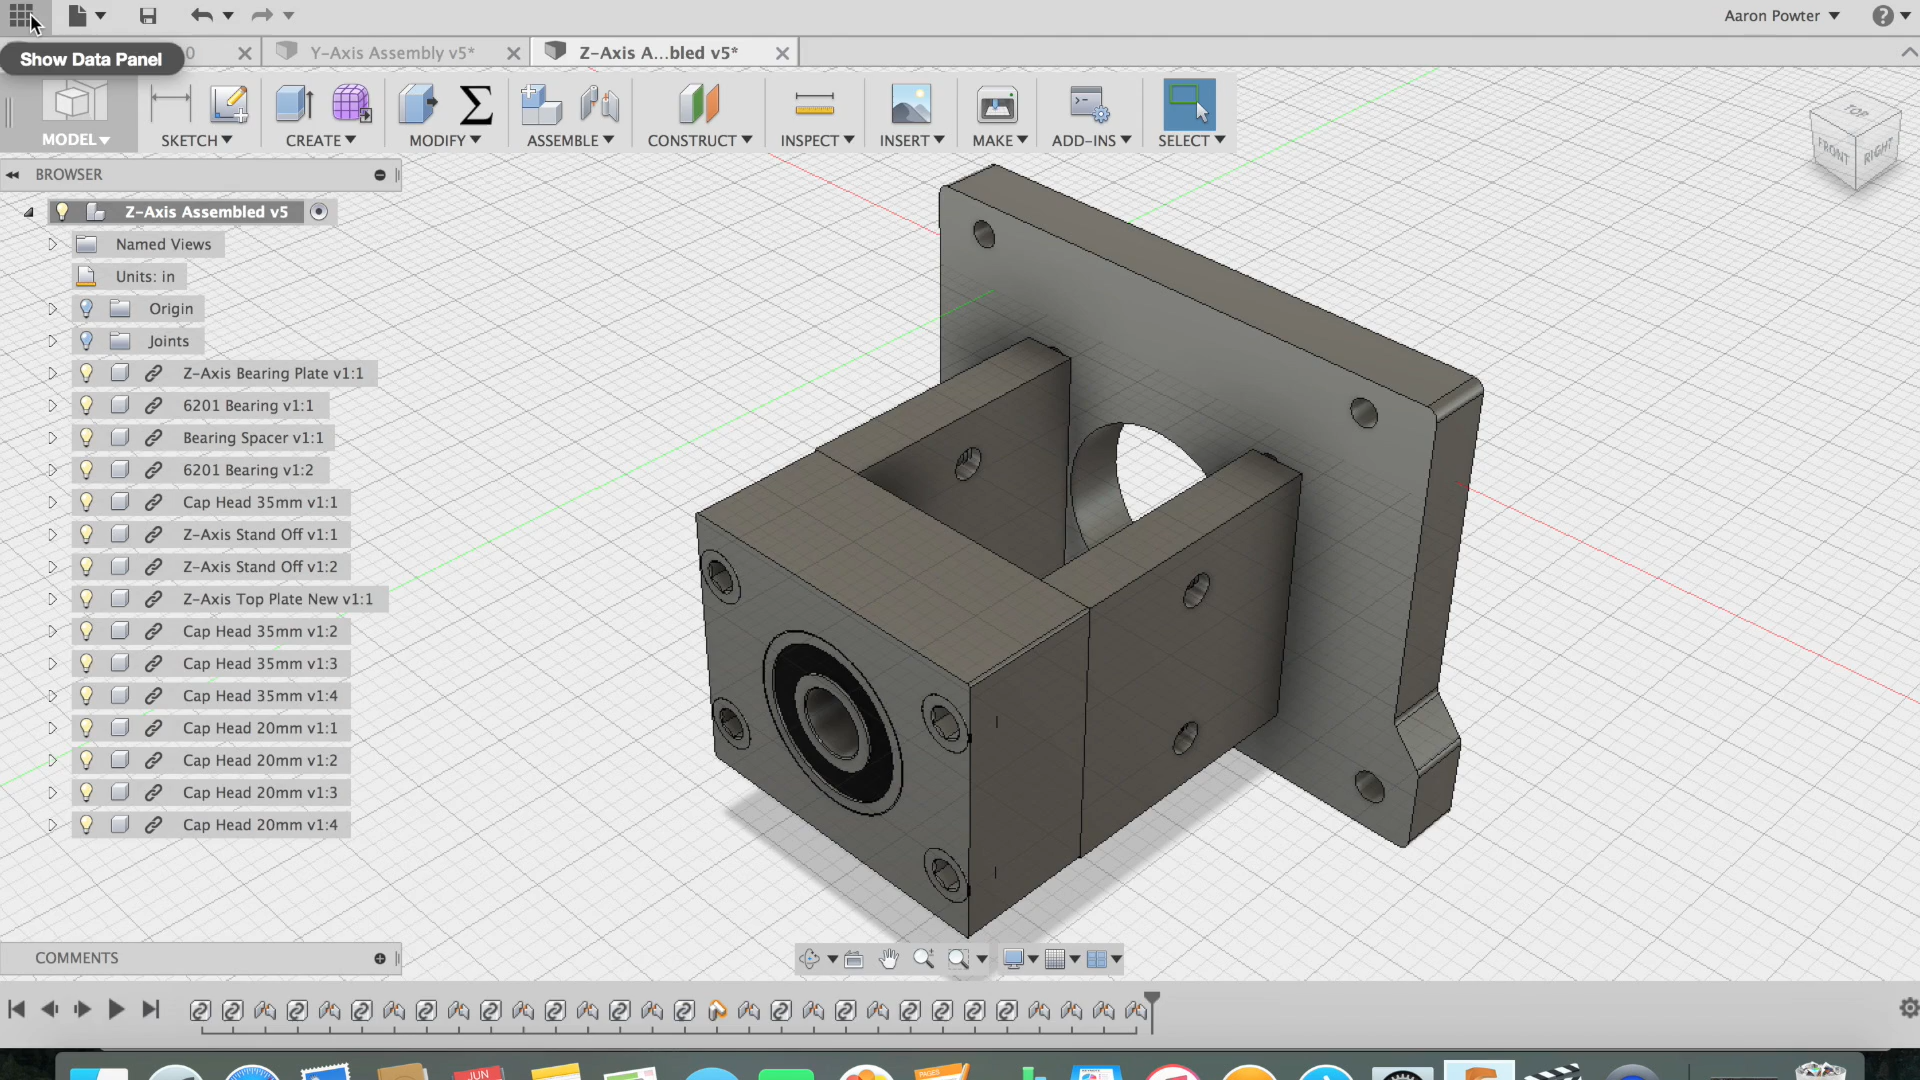 Aaron Powter
Show Data Panel
0
Y-Axis Assembly v5*
Z-Axis A...bled v5*
MODEL
SKETCH
CREATE
MODIFY
ASSEMBLE
CONSTRUCT
INSPECT
INSERT
MAKE
ADD-INS
SELECT
TOP
FRONT
RIGHT
BROWSER
Z-Axis Assembled v5
Named Views
Units: in
Origin
Joints
Z-Axis Bearing Plate v1:1
6201 Bearing v1:1
Bearing Spacer v1:1
6201 Bearing v1:2
Cap Head 35mm v1:1
Z-Axis Stand Off v1:1
Z-Axis Stand Off v1:2
Z-Axis Top Plate New v1:1
Cap Head 35mm v1:2
Cap Head 35mm v1:3
Cap Head 35mm v1:4
Cap Head 20mm v1:1
Cap Head 20mm v1:2
Cap Head 20mm v1:3
Cap Head 20mm v1:4
COMMENTS
JUN
PAGES